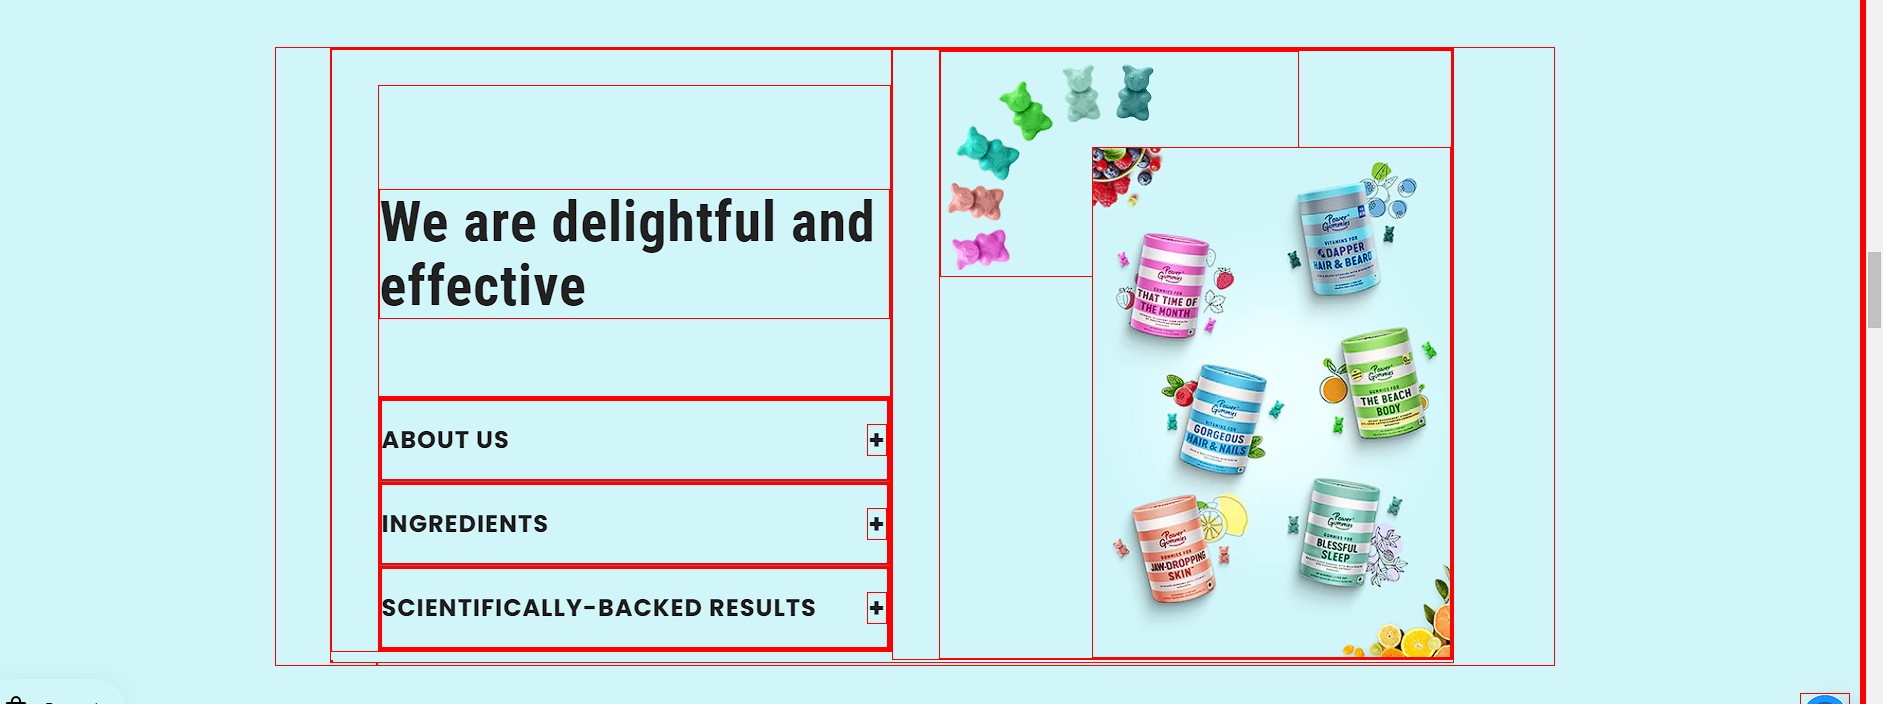 We are delightful and
effective
ABOUT US
+
INGREDIENTS
+
SCIENTIFICALLY-BACKED RESULTS
+
Power
Gummies
VITAMINS FOR
DAPPER
HAIR & BEARD
Power
Gummies
GUMMIES FOR
THAT TIME OF
THE MONTH
Power
Gummies
GUMMIES FOR
THE BEACH
BODY
Power
Gummies
VITAMINS FOR
GORGEOUS
HAIR & NAILS
Power
Gummies
GUMMIES FOR
JAW-DROPPING
SKIN
Power
Gummies
GUMMIES FOR
BLESSFUL
SLEEP